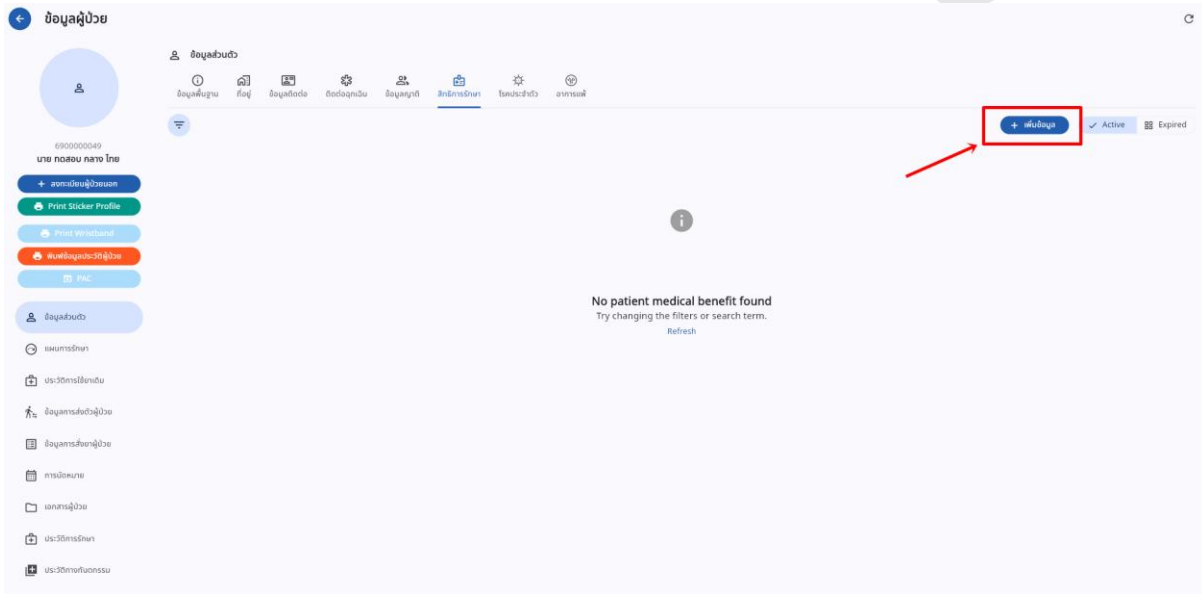 ข้อมูลผู้ป่วย
ข้อมูลส่วนตัว
ข้อมูลพื้นฐาน ที่อยู่ ข้อมูลติดต่อ ติดต่อฉุกเฉิน ข้อมูลญาติ สิทธิการรักษา โรคประจำตัว อาการแพ้
+ เพิ่มข้อมูล Active Expired
6900000049
นาย ทดสอบ กลาง ไทย
+ ลงทะเบียนผู้ป่วยนอก
Print Sticker Profile
Print Wristband
พิมพ์ข้อมูลประวัติผู้ป่วย
PAC
No patient medical benefit found
Try changing the filters or search term.
Refresh
ข้อมูลส่วนตัว
แผนการรักษา
ประวัติการใช้ยาเดิม
ข้อมูลการส่งตัวผู้ป่วย
ข้อมูลการสั่งยาผู้ป่วย
การนัดหมาย
เอกสารผู้ป่วย
ประวัติการรักษา
ประวัติทางทันตกรรม